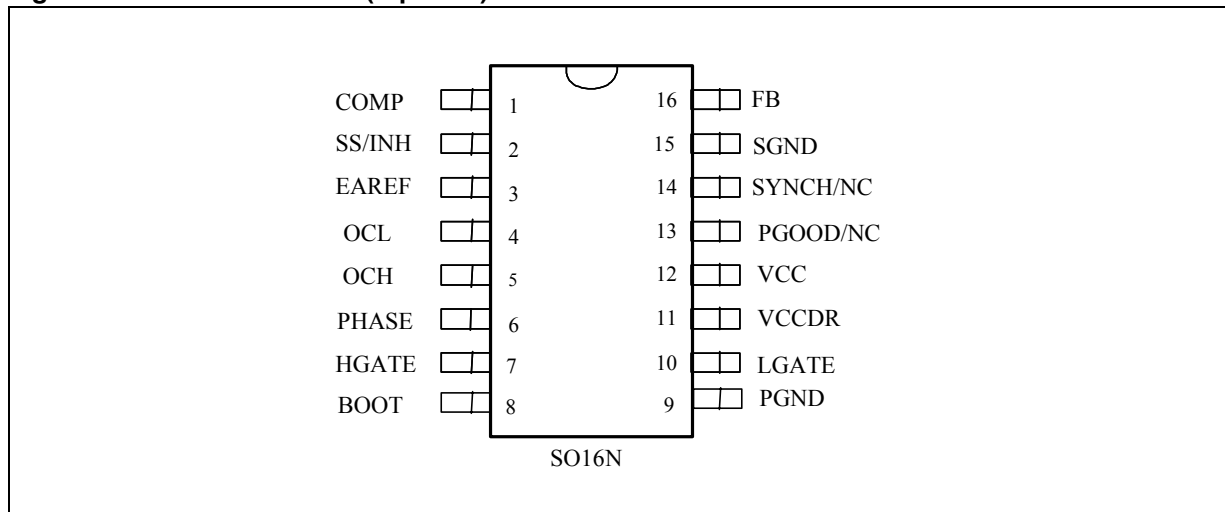 COMP 1 16 FB
SS/INH 2 15 SGND
EAREF 3 14 SYNCH/NC
OCL 4 13 PGOOD/NC
OCH 5 12 VCC
PHASE 6 11 VCCDR
HGATE 7 10 LGATE
BOOT 8 9 PGND
SO16N